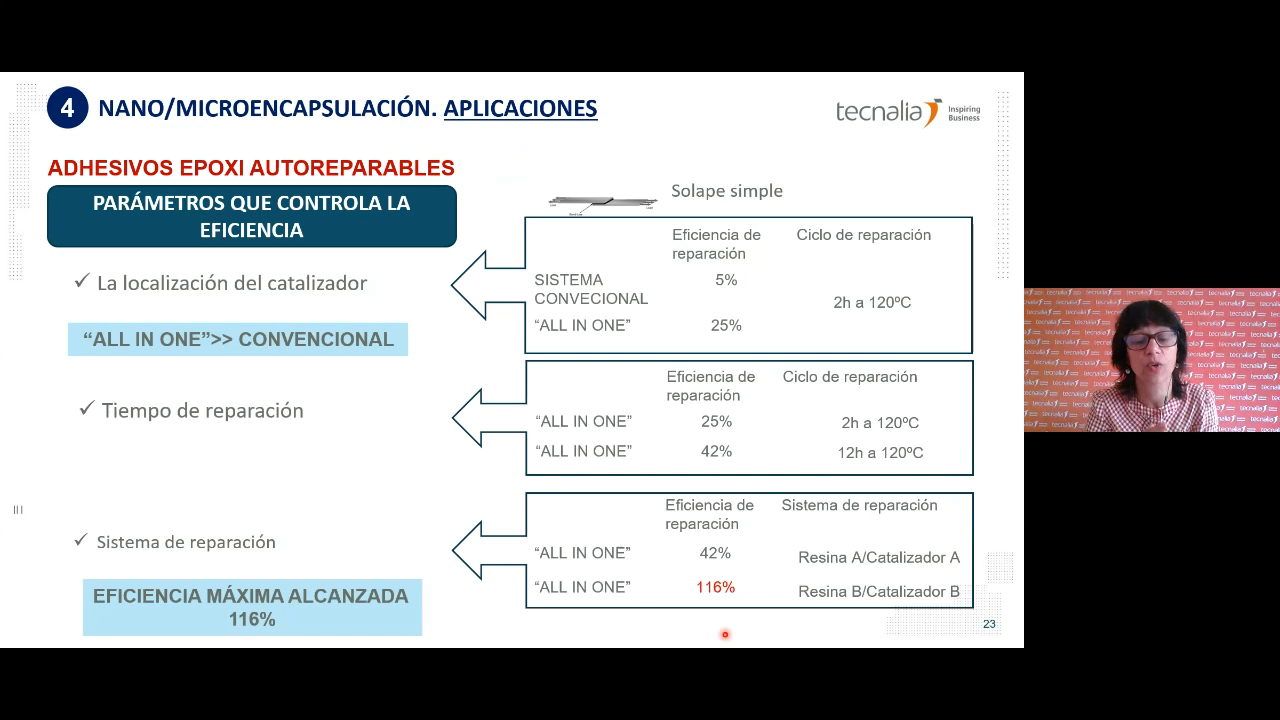 4 NANO/MICROENCAPSULACIÓN. APLICACIONES
tecnalia Inspiring Business
ADHESIVOS EPOXI AUTOREPARABLES
PARÁMETROS QUE CONTROLA LA
EFICIENCIA
Solape simple
✓ La localización del catalizador
“ALL IN ONE”>> CONVENCIONAL
Eficiencia de reparación Ciclo de reparación
SISTEMA CONVECIONAL 5%
2h a 120ºC
“ALL IN ONE” 25%
✓ Tiempo de reparación
Eficiencia de reparación Ciclo de reparación
“ALL IN ONE” 25% 2h a 120ºC
“ALL IN ONE” 42% 12h a 120ºC
✓ Sistema de reparación
EFICIENCIA MÁXIMA ALCANZADA
116%
Eficiencia de reparación Sistema de reparación
“ALL IN ONE” 42% Resina A/Catalizador A
“ALL IN ONE” 116% Resina B/Catalizador B
23